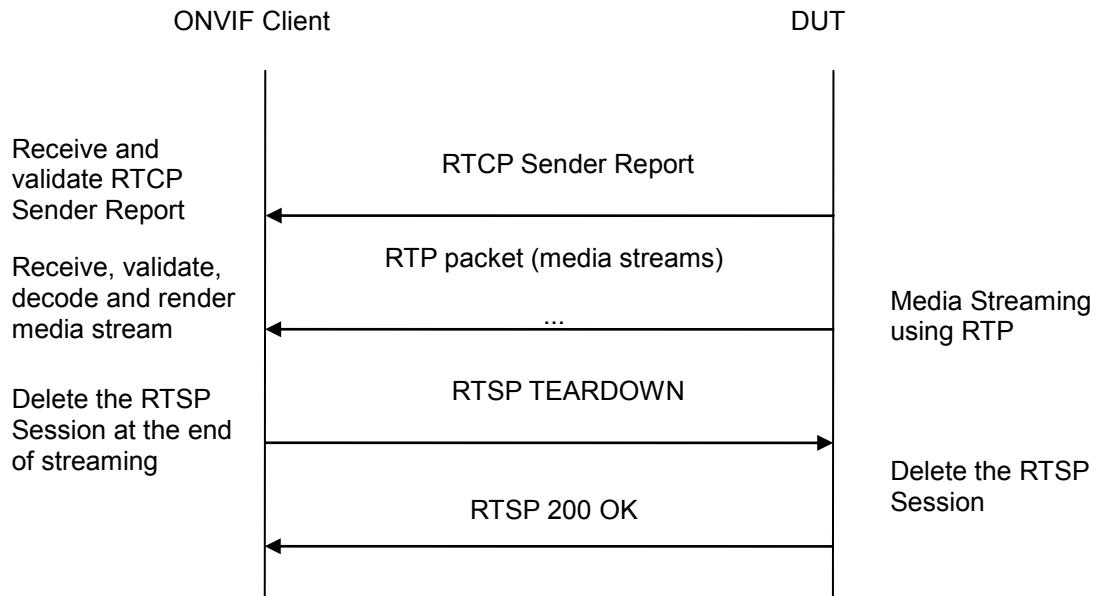 ONVIF Client
DUT
Receive and
validate RTCP
Sender Report
RTCP Sender Report
Receive, validate,
decode and render
media stream
RTP packet (media streams)
...
Media Streaming
using RTP
Delete the RTSP
Session at the end
of streaming
RTSP TEARDOWN
Delete the RTSP
Session
RTSP 200 OK